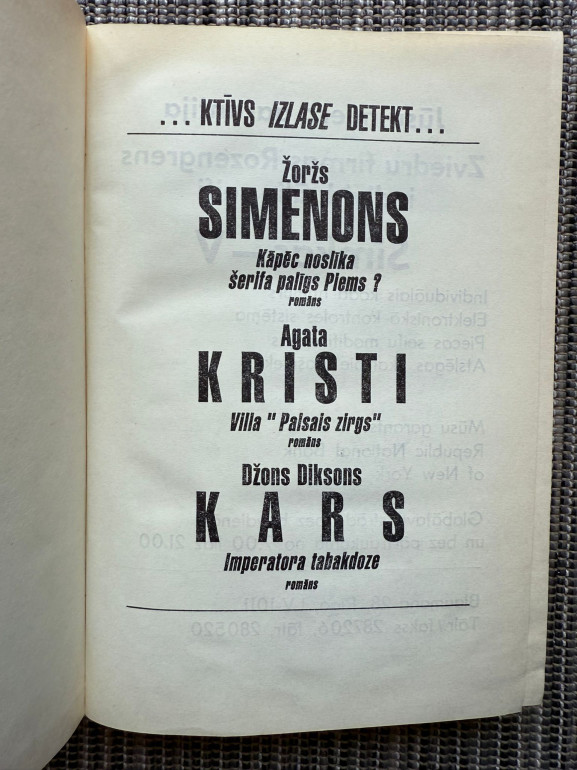 ...KTĪVS IZLASE DETEKT...
Žoržs
SIMENONS
Kāpēc noslīka
šerifa palīgs Piems ?
romāns
Agata
KRISTI
Villa " Palsais zirgs"
romāns
Džons Diksons
KARS
Imperatora tabakdoze
romāns